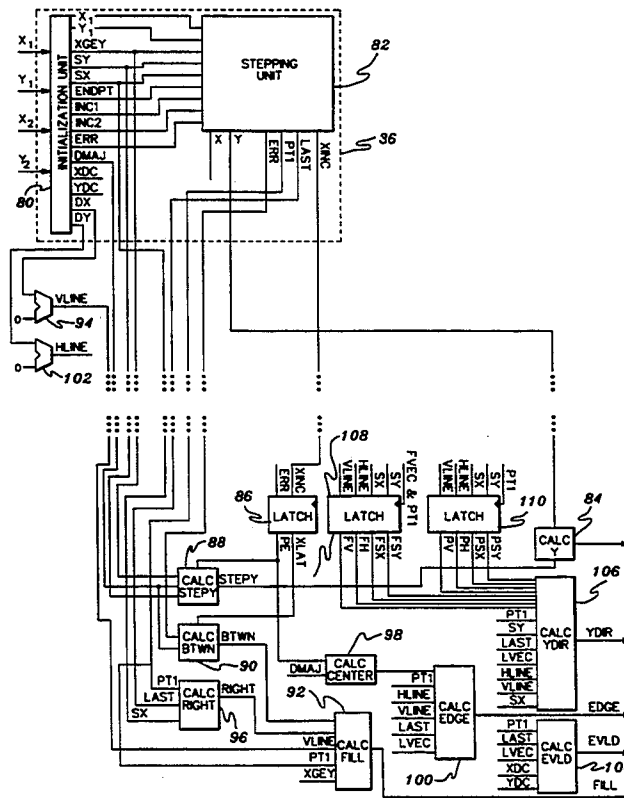 X1
Y1
X2
Y2
INITIALIZATION UNIT
80
X1
Y1
XGEY
SY
SX
ENDPT
INC1
INC2
ERR
DMAJ
XDC
YDC
DX
DY
STEPPING
UNIT
82
X
Y
ERR
PT1
LAST
XINC
36
0
VLINE
94
0
HLINE
102
86
ERR
XINC
LATCH
PE
XLAT
108
VLINE
HLINE
SX
SY
FVEC & PT1
LATCH
FV
FH
FSX
FSY
VLINE
HLINE
SX
SY
PT1
LATCH
110
PV
PH
PSX
PSY
CALC
Y
84
88
CALC
STEPY
STEPY
CALC
BTWN
BTWN
90
PT1
LAST
SX
CALC
RIGHT
RIGHT
96
98
DMAJ
CALC
CENTER
92
VLINE
PT1
XGEY
CALC
FILL
PT1
HLINE
VLINE
LAST
LVEC
CALC
EDGE
100
106
PT1
SY
LAST
LVEC
HLINE
VLINE
SX
CALC
YDIR
YDIR
EDGE
PT1
LAST
LVEC
XDC
YDC
CALC
EVLD
EVLD
10
FILL